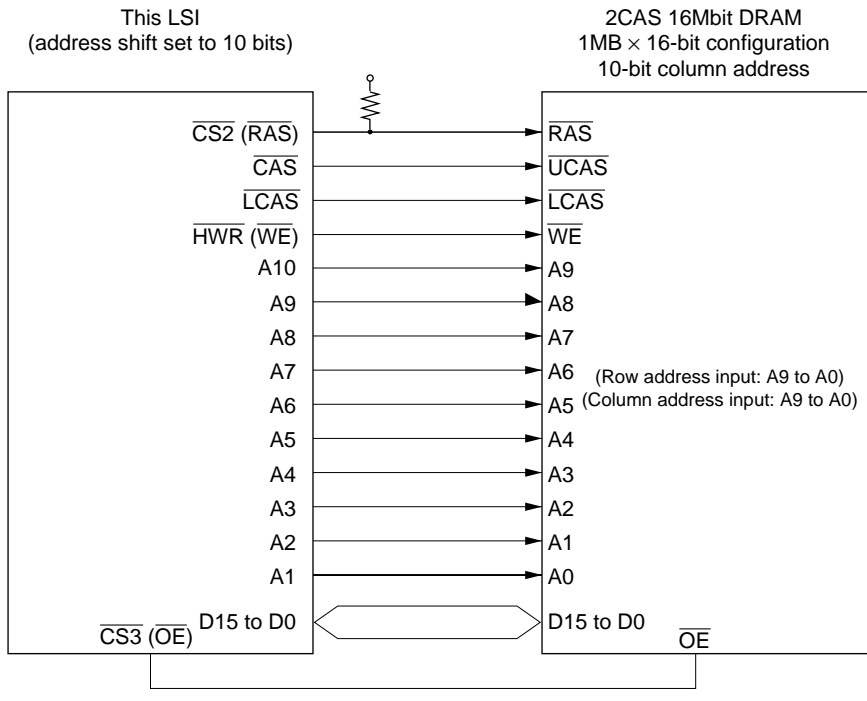 This LSI
(address shift set to 10 bits)
2CAS 16Mbit DRAM
1MB × 16-bit configuration
10-bit column address
CS2 (RAS)
RAS
CAS
UCAS
LCAS
LCAS
HWR (WE)
WE
A10
A9
A9
A8
A8
A7
A7
A6
(Row address input: A9 to A0)
A6
A5
(Column address input: A9 to A0)
A5
A4
A4
A3
A3
A2
A2
A1
A1
A0
D15 to D0
D15 to D0
CS3 (OE)
OE